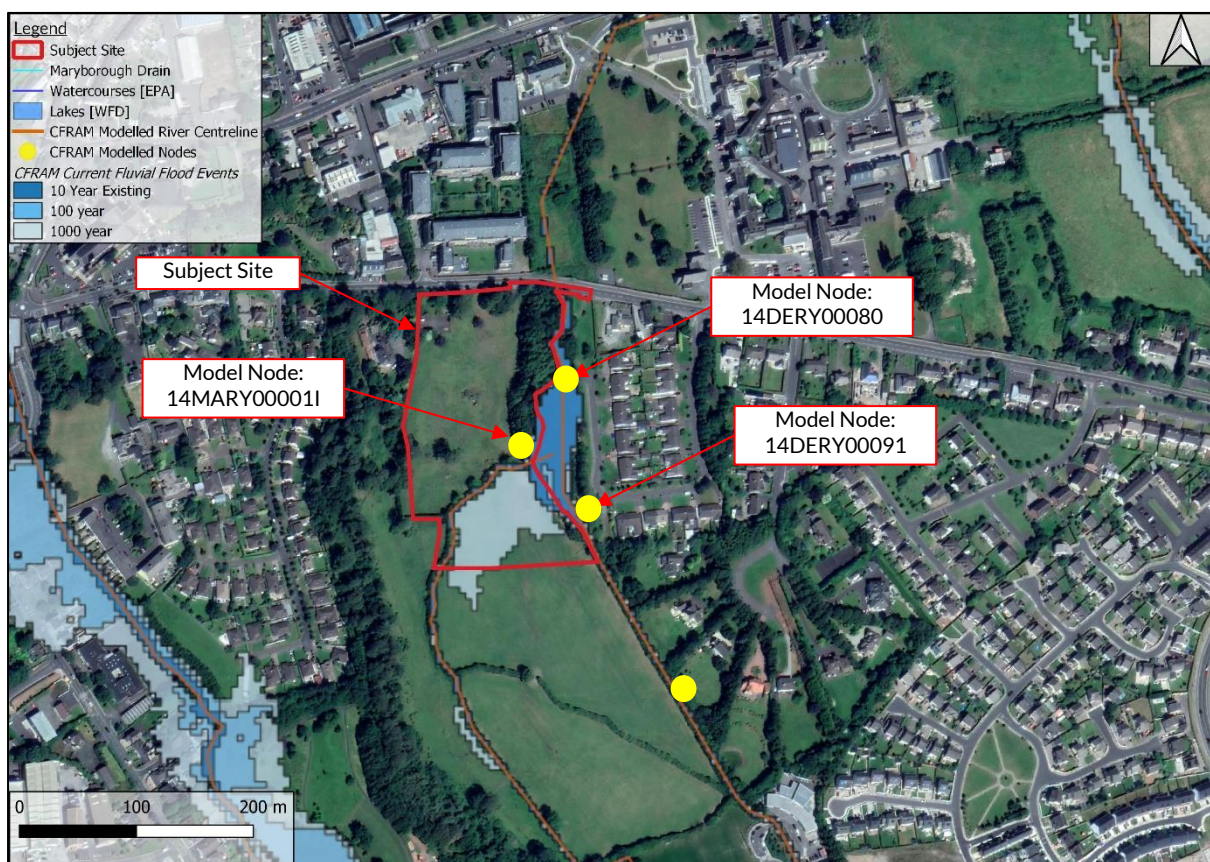 Legend
Subject Site
Maryborough Drain
Watercourses [EPA]
Lakes [WFD]
CFRAM Modelled River Centreline
CFRAM Modelled Nodes
CFRAM Current Fluvial Flood Events
10 Year Existing
100 year
1000 year
Subject Site
Model Node:
14DERY00080
Model Node:
14MARY00001I
Model Node:
14DERY00091
0 100 200 m